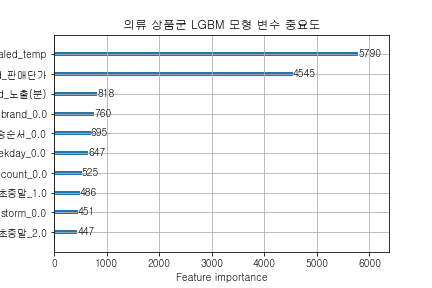 의류 상품군 LGBM 모형 변수 중요도
aled_temp 5790
d_판매단가 4545
d_노출(분) 818
brand_0.0 760
송순서_0.0 695
ekday_0.0 647
count_0.0 525
초중말_1.0 486
storm_0.0 451
초중말_2.0 447
0 1000 2000 3000 4000 5000 6000
Feature importance